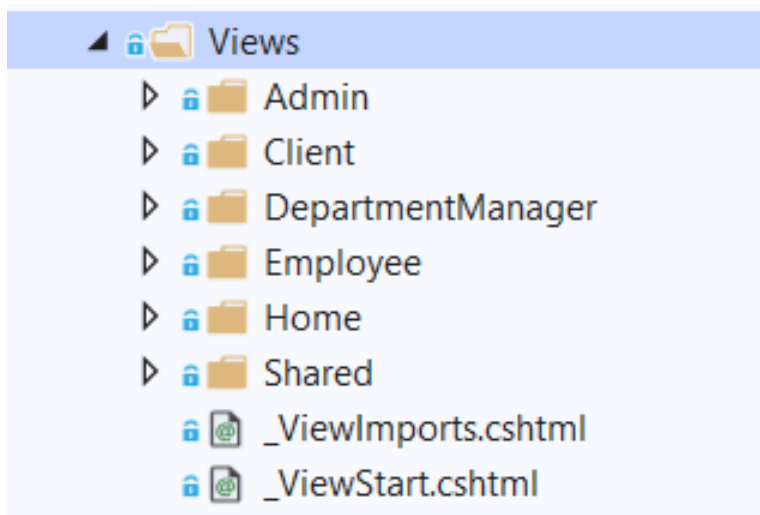 Views
Admin
Client
DepartmentManager
Employee
Home
Shared
_ViewImports.cshtml
_ViewStart.cshtml